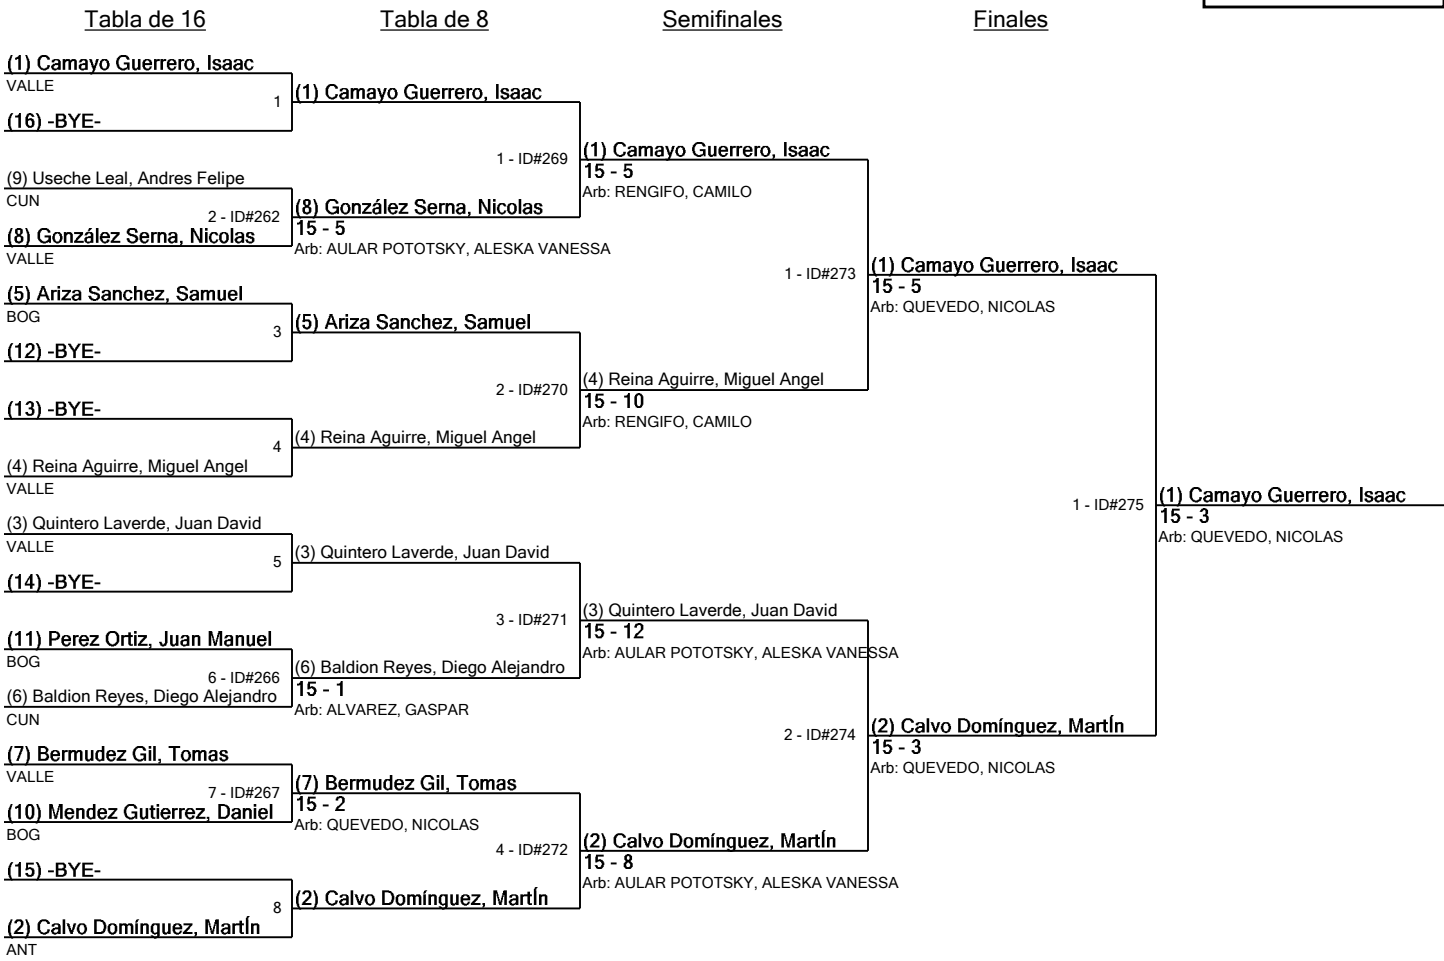 Tabla de 16
Tabla de 8
Semifinales
Finales
(1) Camayo Guerrero, Isaac
VALLE
1
(16) -BYE-
(1) Camayo Guerrero, Isaac
(9) Useche Leal, Andres Felipe
CUN
2 - ID#262
(8) González Serna, Nicolas
VALLE
1 - ID#269
(8) González Serna, Nicolas
15 - 5
Arb: AULAR POTOTSKY, ALESKA VANESSA
(1) Camayo Guerrero, Isaac
15 - 5
Arb: RENGIFO, CAMILO
(5) Ariza Sanchez, Samuel
BOG
3
(12) -BYE-
(5) Ariza Sanchez, Samuel
(13) -BYE-
4
(4) Reina Aguirre, Miguel Angel
VALLE
2 - ID#270
(4) Reina Aguirre, Miguel Angel
(4) Reina Aguirre, Miguel Angel
15 - 10
Arb: RENGIFO, CAMILO
1 - ID#273
(1) Camayo Guerrero, Isaac
15 - 5
Arb: QUEVEDO, NICOLAS
(3) Quintero Laverde, Juan David
VALLE
5
(14) -BYE-
(3) Quintero Laverde, Juan David
(11) Perez Ortiz, Juan Manuel
BOG
6 - ID#266
(6) Baldion Reyes, Diego Alejandro
CUN
3 - ID#271
(6) Baldion Reyes, Diego Alejandro
15 - 1
Arb: ALVAREZ, GASPAR
(3) Quintero Laverde, Juan David
15 - 12
Arb: AULAR POTOTSKY, ALESKA VANESSA
(7) Bermudez Gil, Tomas
VALLE
7 - ID#267
(10) Mendez Gutierrez, Daniel
BOG
(7) Bermudez Gil, Tomas
15 - 2
Arb: QUEVEDO, NICOLAS
(15) -BYE-
8
(2) Calvo Domínguez, MartÍn
ANT
4 - ID#272
(2) Calvo Domínguez, MartÍn
(2) Calvo Domínguez, MartÍn
15 - 8
Arb: AULAR POTOTSKY, ALESKA VANESSA
2 - ID#274
(2) Calvo Domínguez, MartÍn
15 - 3
Arb: QUEVEDO, NICOLAS
1 - ID#275
(1) Camayo Guerrero, Isaac
15 - 3
Arb: QUEVEDO, NICOLAS